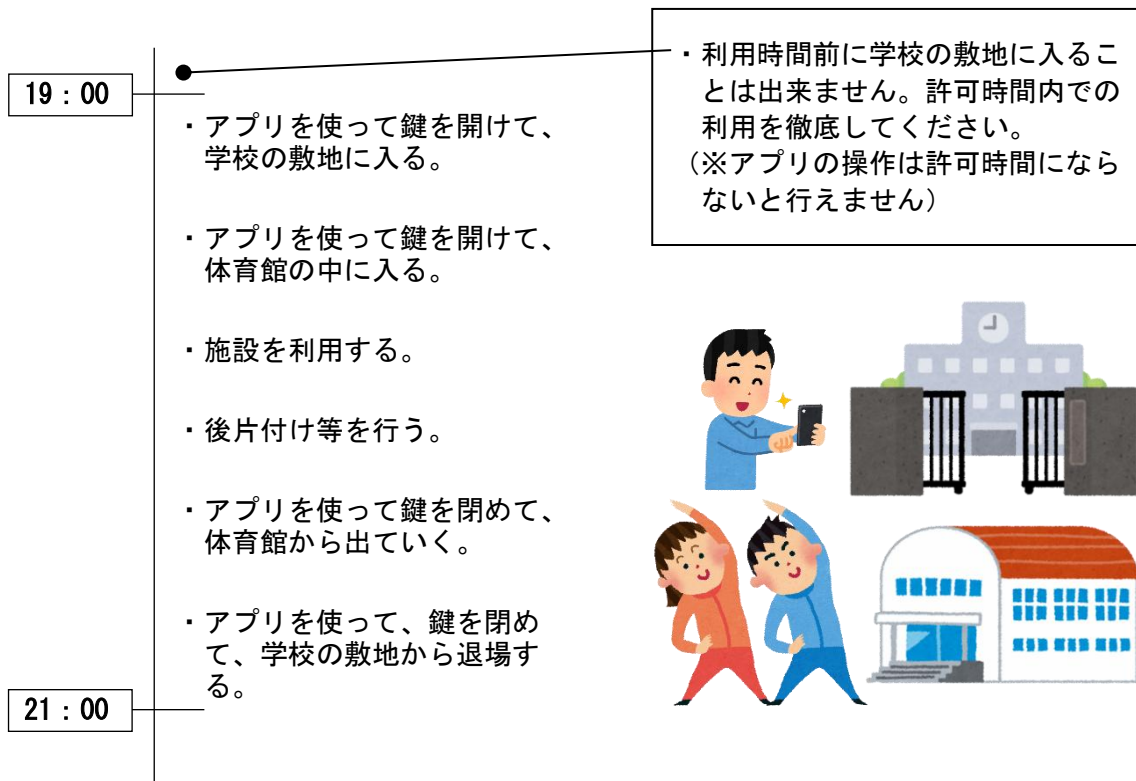 ・利用時間前に学校の敷地に入るこ
とは出来ません。許可時間内での
利用を徹底してください。
（※アプリの操作は許可時間になら
ないと行えません）
19：00
・アプリを使って鍵を開けて、
学校の敷地に入る。
・アプリを使って鍵を開けて、
体育館の中に入る。
・施設を利用する。
・後片付け等を行う。
・アプリを使って鍵を閉めて、
体育館から出ていく。
・アプリを使って、鍵を閉め
て、学校の敷地から退場す
る。
21：00